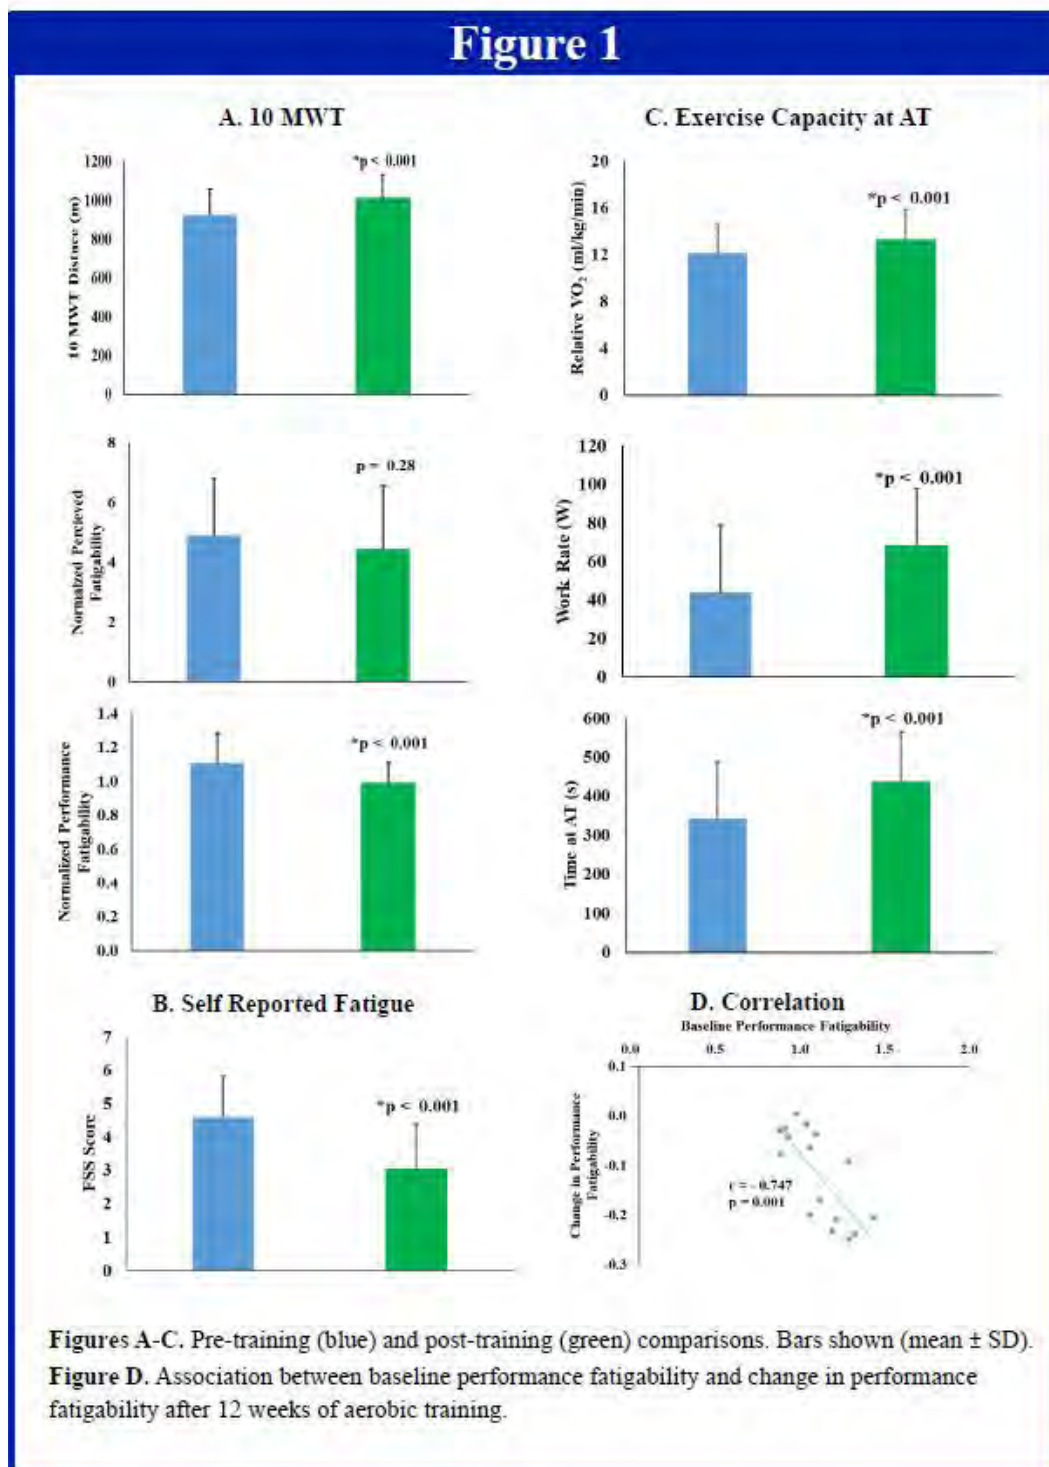 Figure 1
A. 10 MWT
1200
1000
800
600
400
200
0
10 MWT Distnce (m)
*p < 0.001
8
6
4
2
0
Normalzed Percieved
Fatigability
p = 0.28
1.4
1.2
1.0
0.8
0.6
0.4
0.2
0.0
Normalized Performance
Fatigability
*p < 0.001
B. Self Reported Fatigue
7
6
5
4
3
2
1
0
FSS Score
*p < 0.001
C. Exercise Capacity at AT
20
16
12
8
4
0
Relative VO₂ (ml/kg/min)
*p < 0.001
120
100
80
60
40
20
0
Work Rate (W)
*p < 0.001
600
500
400
300
200
100
0
Time at AT (s)
*p < 0.001
D. Correlation
Baseline Performance Fatigability
0.0 0.5 1.0 1.5 2.0
0.1
0.0
-0.1
-0.2
-0.3
Change in Performance
Fatigability
r = - 0.747
p = 0.001
Figures A-C. Pre-training (blue) and post-training (green) comparisons. Bars shown (mean ± SD).
Figure D. Association between baseline performance fatigability and change in performance
fatigability after 12 weeks of aerobic training.